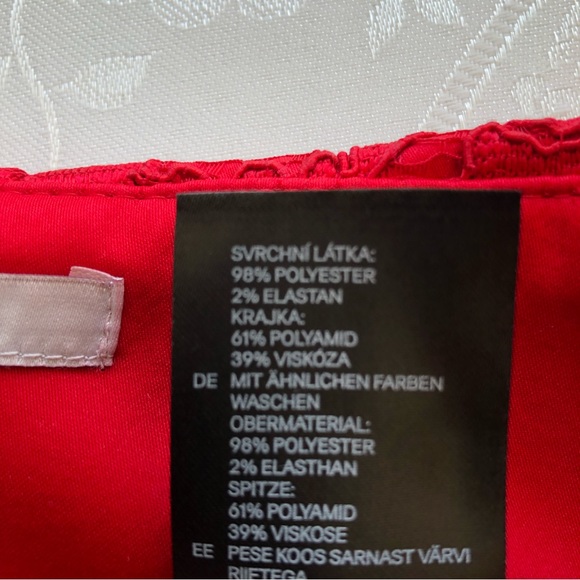 SVRCHNÍ LÁTKA:
98% POLYESTER
2% ELASTAN
KRAJKA:
61% POLYAMID
39% VISKÓZA
DE MIT ÄHNLICHEN FARBEN
WASCHEN
OBERMATERIAL:
98% POLYESTER
2% ELASTHAN
SPITZE:
61% POLYAMID
39% VISKOSE
EE PESE KOOS SARNAST VÄRVI
RIIETEGA